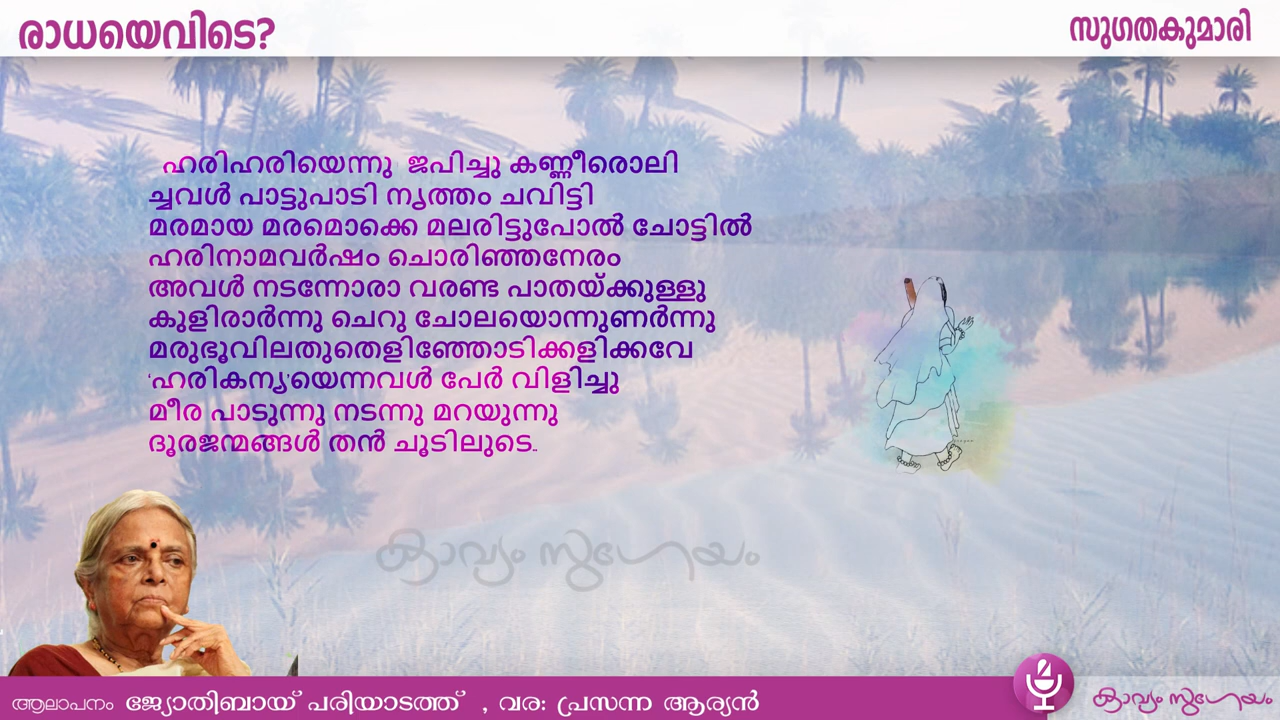 രാധയെവിടെ?
സുഗതകുമാരി
ഹരിഹരിയെന്നു ജപിച്ചു കണ്ണീരൊലി
ച്ചവൾ പാട്ടുപാടി നൃത്തം ചവിട്ടി
മരമായ മരമൊക്കെ മലരിട്ടുപോൽ ചോട്ടിൽ
ഹരിനാമവർഷം ചൊരിഞ്ഞനേരം
അവൾ നടന്നോരാ വരണ്ട പാതയ്ക്കുള്ളു
കുളിരാർന്നു ചെറു ചോലയൊന്നുണർന്നു
മരുഭൂവിലതുതെളിഞ്ഞോടിക്കളിക്കവേ
‘ഹരികന്യ’യെന്നവൾ പേർ വിളിച്ചു
മീര പാടുന്നു നടന്നു മറയുന്നു
ദൂരജന്മങ്ങൾ തൻ ചൂടിലൂടെ..
കാവ്യം സുഗേയം
ആലാപനം ജ്യോതിബായ് പരിയാടത്ത് , വര: പ്രസന്ന ആര്യൻ
കാവ്യം സുഗേയം